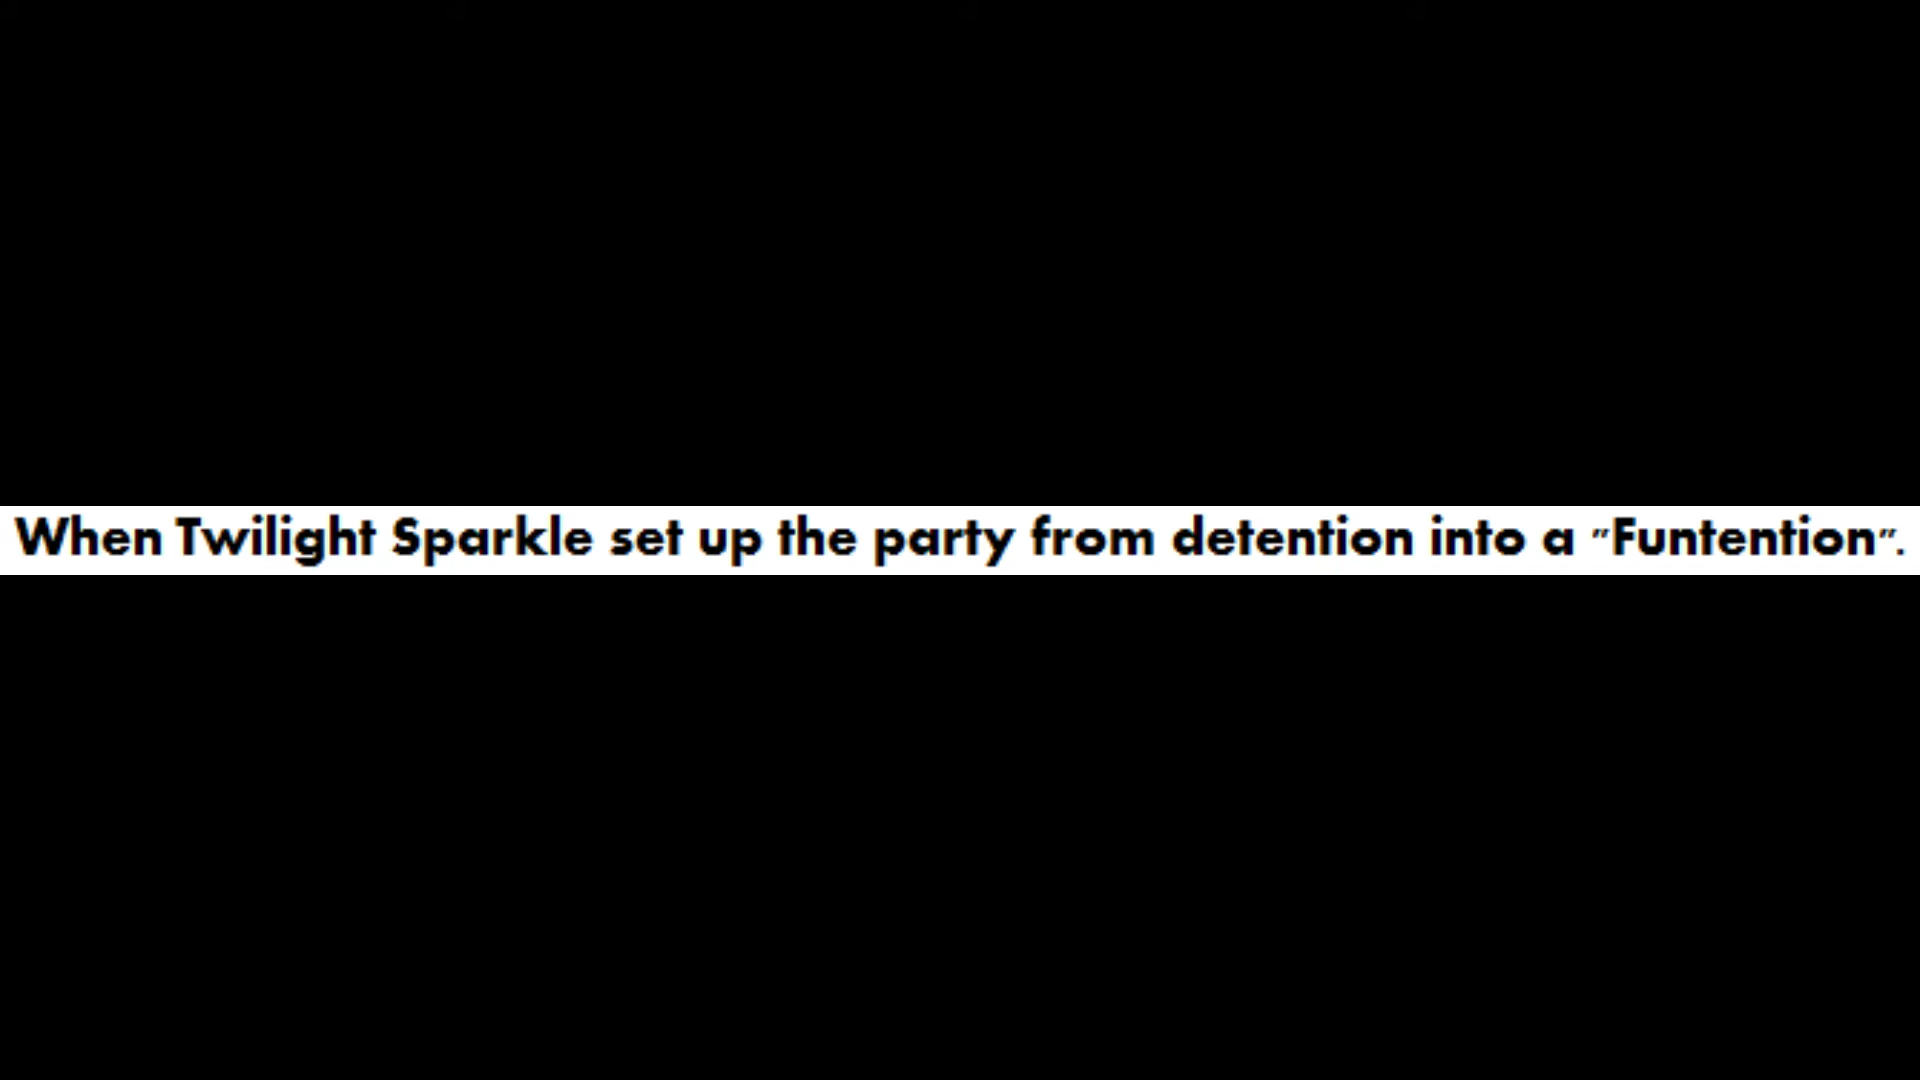 When Twilight Sparkle set up the party from detention into a "Funtention".